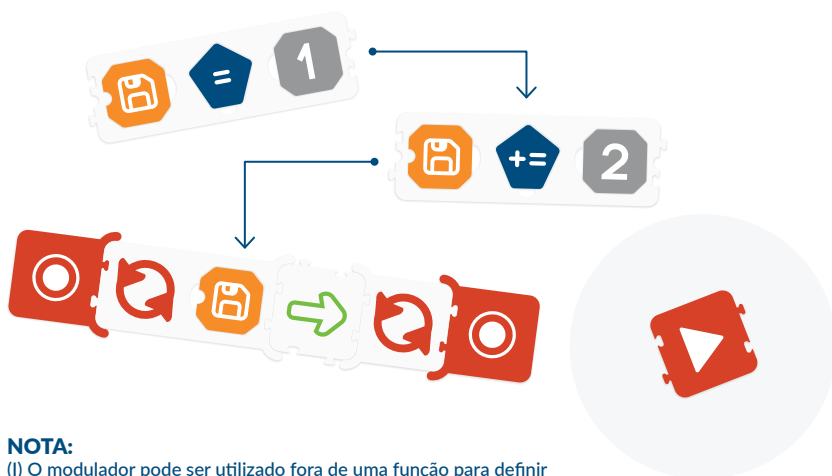 = 1
+= 2
NOTA:
(I) O modulador pode ser utilizado fora de uma função para definir